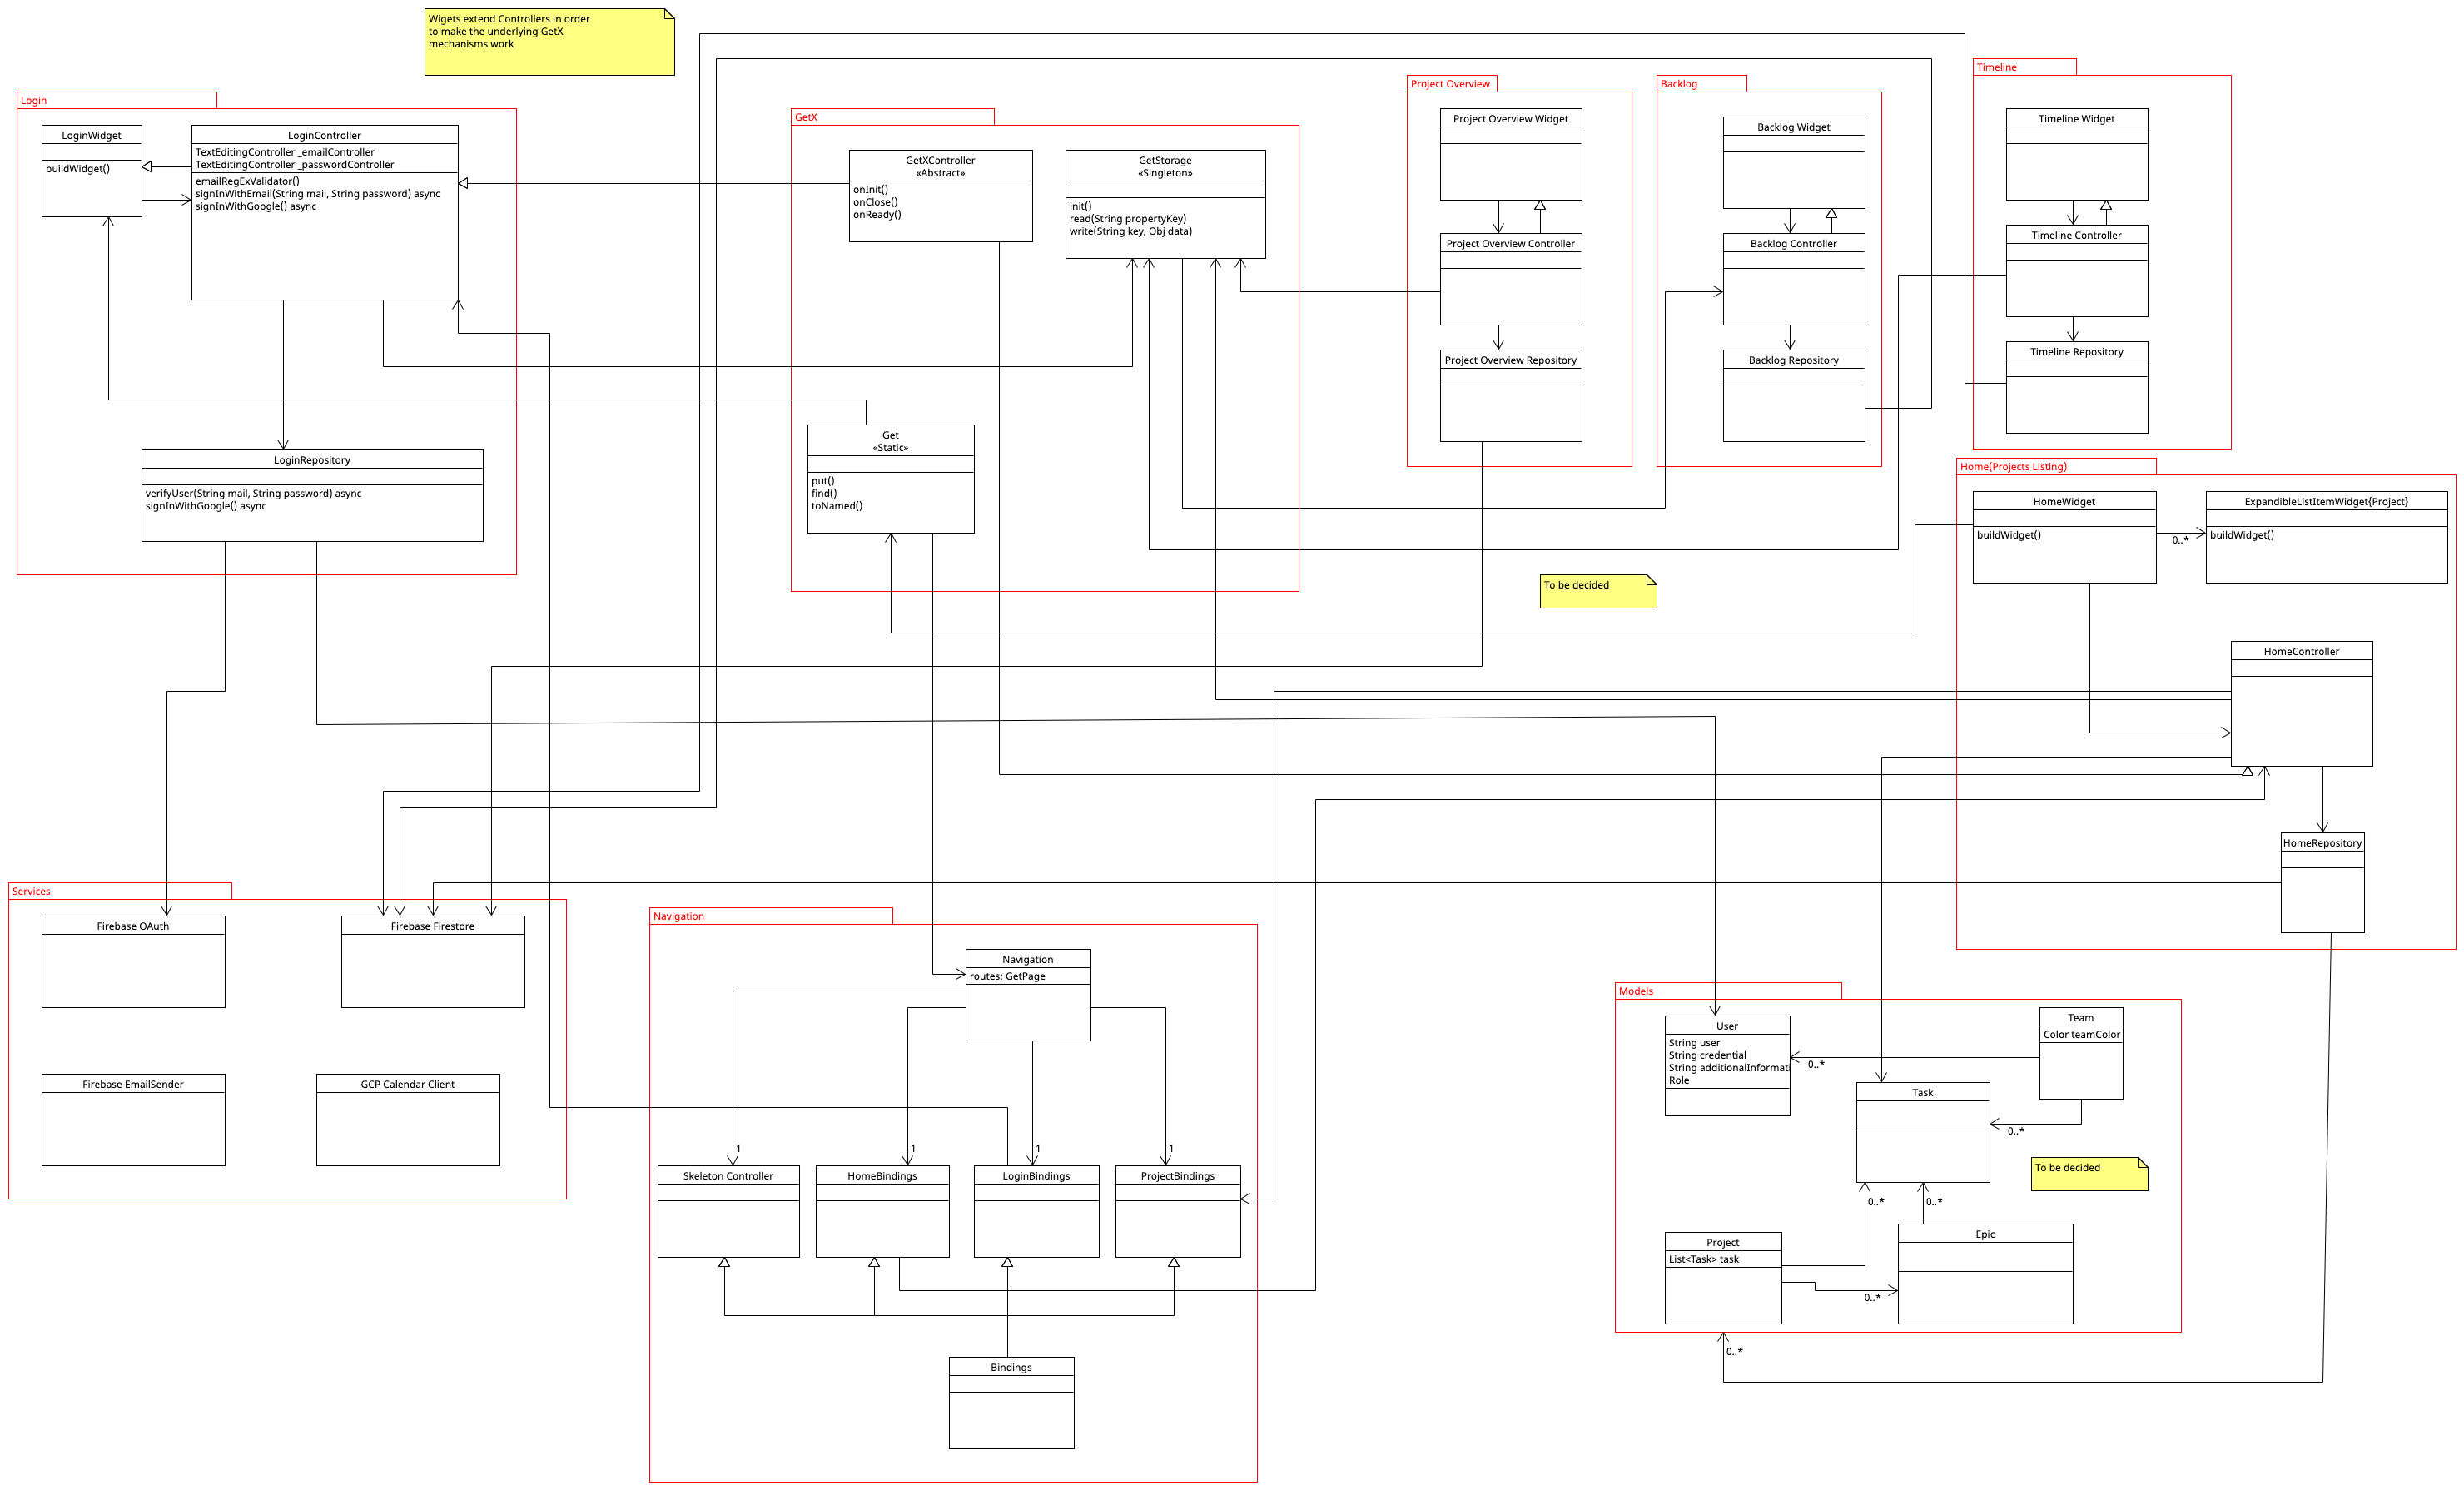 Wigets extend Controllers in order
to make the underlying GetX
mechanisms work
Login
LoginWidget
buildWidget()
LoginController
TextEditingController _emailController
TextEditingController _passwordController
emailRegExValidator()
signInWithEmail(String mail, String password) async
signInWithGoogle() async
LoginRepository
verifyUser(String mail, String password) async
signInWithGoogle() async
GetX
GetXController
«Abstract»
onInit()
onClose()
onReady()
GetStorage
«Singleton»
init()
read(String propertyKey)
write(String key, Obj data)
Get
«Static»
put()
find()
toNamed()
Project Overview
Project Overview Widget
Project Overview Controller
Project Overview Repository
Backlog
Backlog Widget
Backlog Controller
Backlog Repository
Timeline
Timeline Widget
Timeline Controller
Timeline Repository
To be decided
Home(Projects Listing)
HomeWidget
buildWidget()
0..*
ExpandibleListItemWidget{Project}
buildWidget()
HomeController
HomeRepository
Services
Firebase OAuth
Firebase Firestore
Firebase EmailSender
GCP Calendar Client
Navigation
Navigation
routes: GetPage
1
1
1
1
Skeleton Controller
HomeBindings
LoginBindings
ProjectBindings
Bindings
Models
User
String user
String credential
String additionalInformati
Role
0..*
Team
Color teamColor
Task
0..*
To be decided
0..*
0..*
Project
List<Task> task
0..*
Epic
0..*